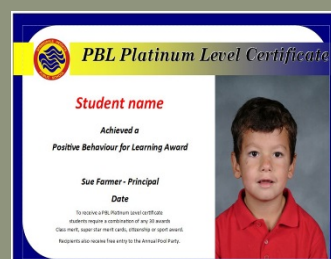 PBL Platinum Level Certificate
Student name
Achieved a
Positive Behaviour for Learning Award
Sue Farmer - Principal
Date
To receive a PBL Platinum Level certificate
students require a combination of any 30 awards
Class merit, super star merit cards, citizenship or sport award.
Recipients also receive free entry to the Annual Pool Party.